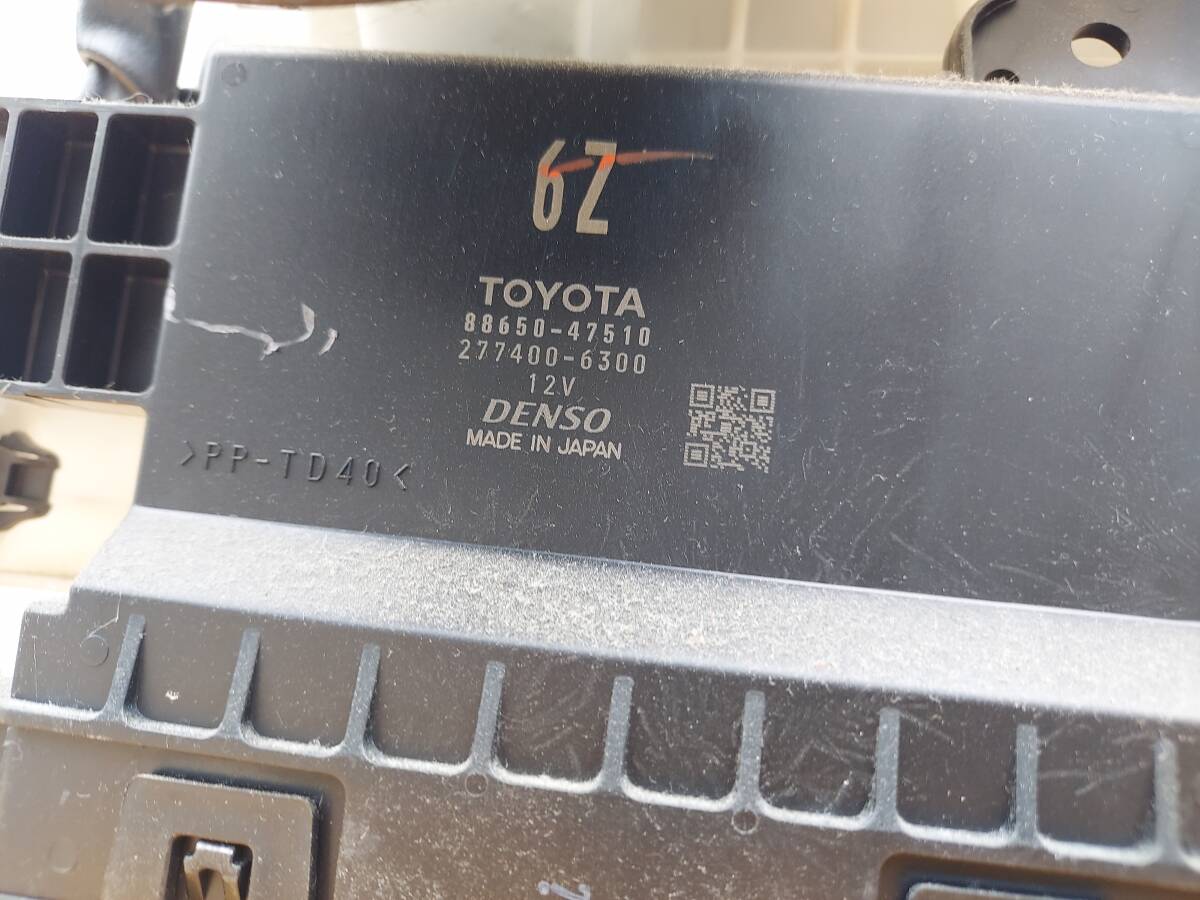 6Z
TOYOTA
88650-47510
277400-6300
12V
DENSO
MADE IN JAPAN
>PP-TD40<